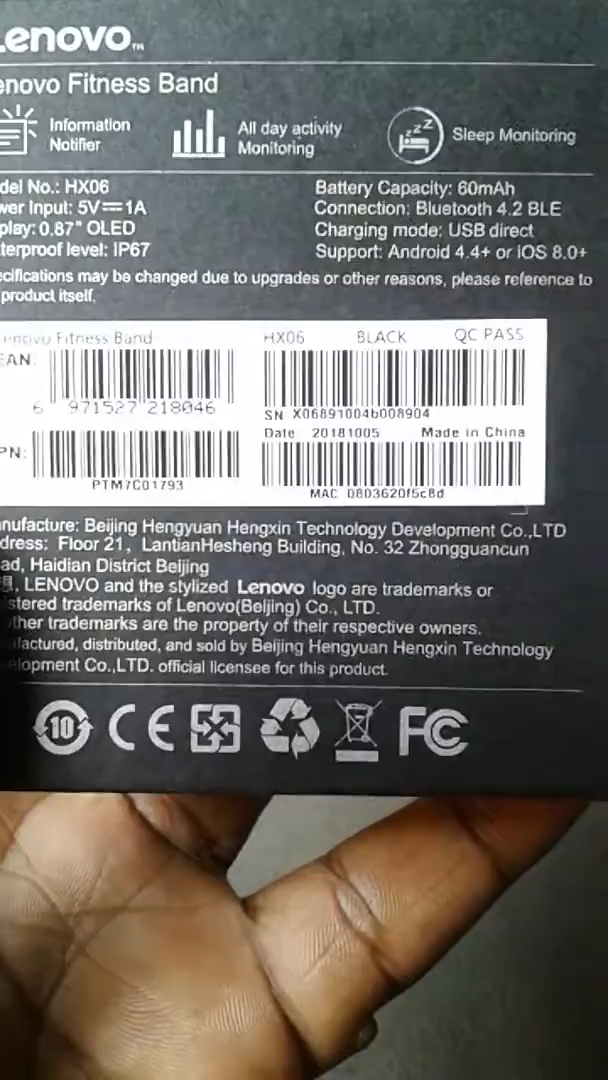 Lenovo™
enovo Fitness Band
Information Notifier
All day activity Monitoring
Sleep Monitoring
del No.: HX06
wer Input: 5V⎓1A
play: 0.87" OLED
terproof level: IP67
Battery Capacity: 60mAh
Connection: Bluetooth 4.2 BLE
Charging mode: USB direct
Support: Android 4.4+ or iOS 8.0+
cifications may be changed due to upgrades or other reasons, please reference to
product itself.
enovo Fitness Band HX06 BLACK QC PASS
EAN:
6 971527 218046
SN X06891004b008904
Date 20181005 Made in China
PN:
PTM7C01793
MAC 0803620f5c8d
nufacture: Beijing Hengyuan Hengxin Technology Development Co.,LTD
dress: Floor 21, LantianHesheng Building, No. 32 Zhongguancun
ad, Haidian District Beijing
想, LENOVO and the stylized Lenovo logo are trademarks or
stered trademarks of Lenovo(Beijing) Co., LTD.
ther trademarks are the property of their respective owners.
ufactured, distributed, and sold by Beijing Hengyuan Hengxin Technology
elopment Co.,LTD. official licensee for this product.
10 CE FC